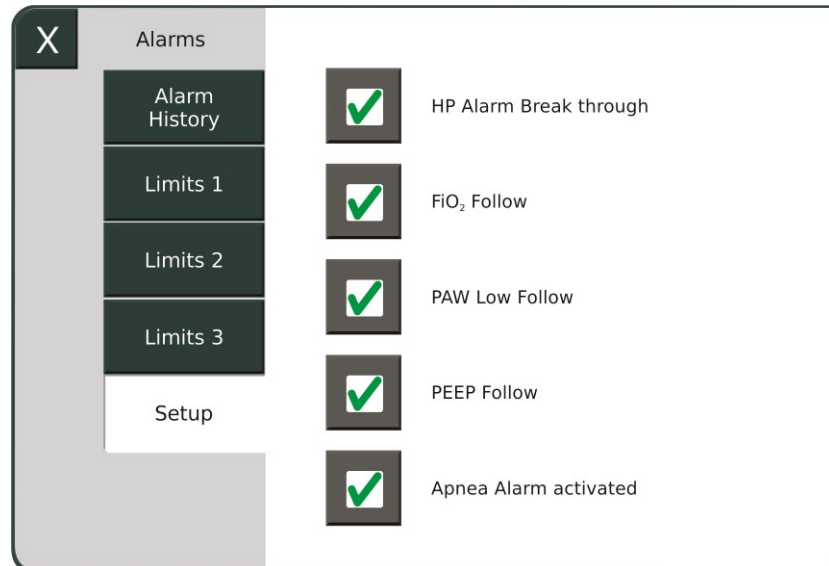 X
Alarms
Alarm
History
Limits 1
Limits 2
Limits 3
Setup
HP Alarm Break through
FiO₂ Follow
PAW Low Follow
PEEP Follow
Apnea Alarm activated